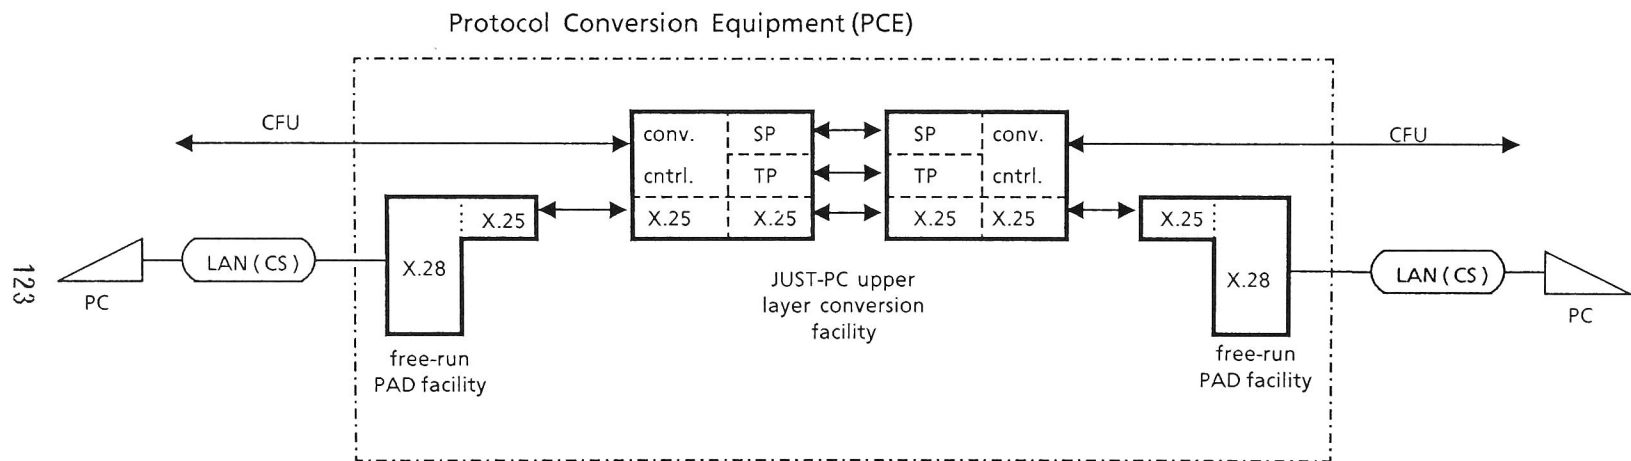 Protocol Conversion Equipment (PCE)
CFU
conv. SP
cntrl. TP
X.25 X.25
SP conv.
TP cntrl.
X.25 X.25
CFU
X.25
X.28
X.25
X.28
LAN (CS)
PC
LAN (CS)
PC
free-run
PAD facility
JUST-PC upper
layer conversion
facility
free-run
PAD facility
123